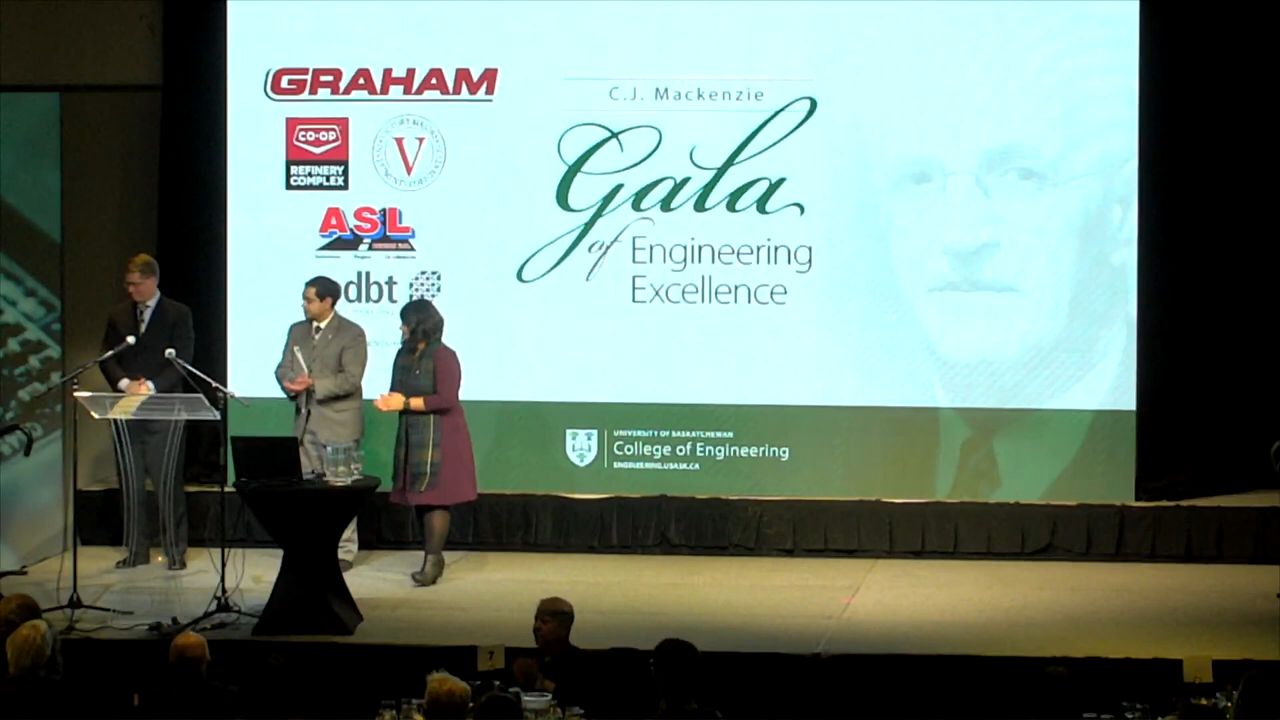 GRAHAM
CO-OP
REFINERY
COMPLEX
V
ASL
dbt
C.J. Mackenzie
Gala
of Engineering
Excellence
UNIVERSITY OF SASKATCHEWAN
College of Engineering
ENGINEERING.USASK.CA
7